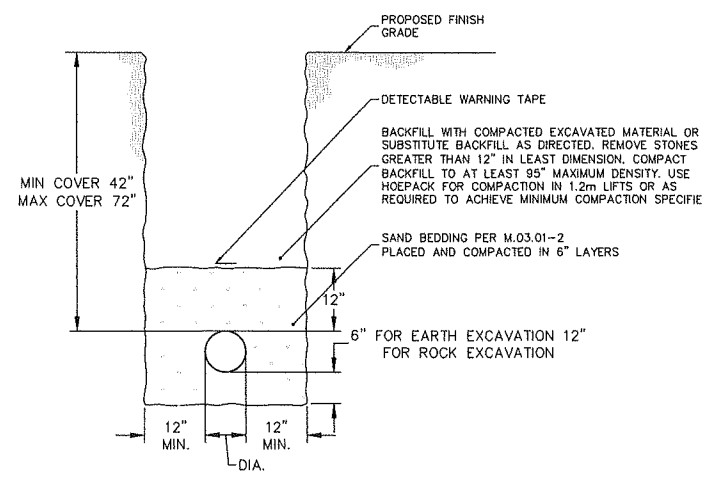 PROPOSED FINISH
GRADE
DETECTABLE WARNING TAPE
BACKFILL WITH COMPACTED EXCAVATED MATERIAL OR
SUBSTITUTE BACKFILL AS DIRECTED. REMOVE STONES
GREATER THAN 12" IN LEAST DIMENSION. COMPACT
BACKFILL TO AT LEAST 95" MAXIMUM DENSITY. USE
HOEPACK FOR COMPACTION IN 1.2m LIFTS OR AS
REQUIRED TO ACHIEVE MINIMUM COMPACTION SPECIFIE
MIN COVER 42"
MAX COVER 72"
SAND BEDDING PER M.03.01-2
PLACED AND COMPACTED IN 6" LAYERS
12"
6" FOR EARTH EXCAVATION 12"
FOR ROCK EXCAVATION
12"
MIN.
12"
MIN.
DIA.